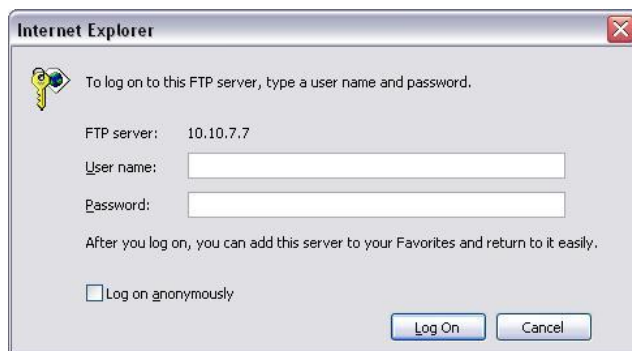 Internet Explorer
To log on to this FTP server, type a user name and password.
FTP server: 10.10.7.7
User name:
Password:
After you log on, you can add this server to your Favorites and return to it easily.
Log on anonymously
Log On Cancel